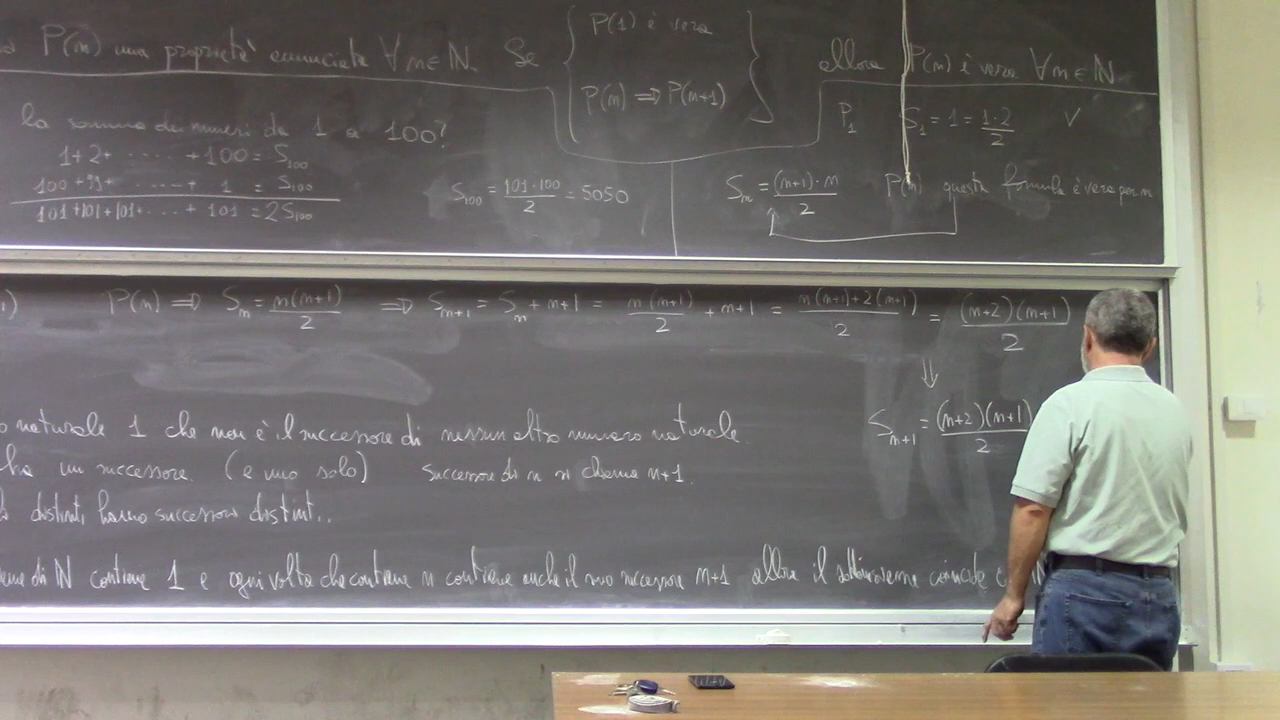 P(n) una proprietà enunciata ∀n∈ℕ. Se { P(1) è vera
P(n) ⇒ P(n+1) } allora P(n) è vera ∀n∈ℕ.
la somma dei numeri da 1 a 100?
1+2+ ..... +100 = S₁₀₀
100+99+ ..... + 1 = S₁₀₀
101+101+101+...+ 101 = 2S₁₀₀
S₁₀₀ = (101·100)/2 = 5050
P₁ S₁ = 1 = (1·2)/2 √
Sₙ = ((n+1)·n)/2 P(n) questa formula è vera per n
1) P(n) ⇒ Sₙ = n(n+1)/2 ⇒ Sₙ₊₁ = Sₙ + n+1 = n(n+1)/2 + n+1 = (n(n+1)+2(n+1))/2 = ((n+2)(n+1))/2
⇓
Sₙ₊₁ = ((n+2)(n+1))/2
o naturale 1 che non è il successore di nessun altro numero naturale.
ha un successore. (e uno solo) successore di n si chiama n+1.
distinti hanno successori distinti.
di ℕ contiene 1 e ogni volta che contiene n contiene anche il suo successore n+1 allora il sottoinsieme coincide